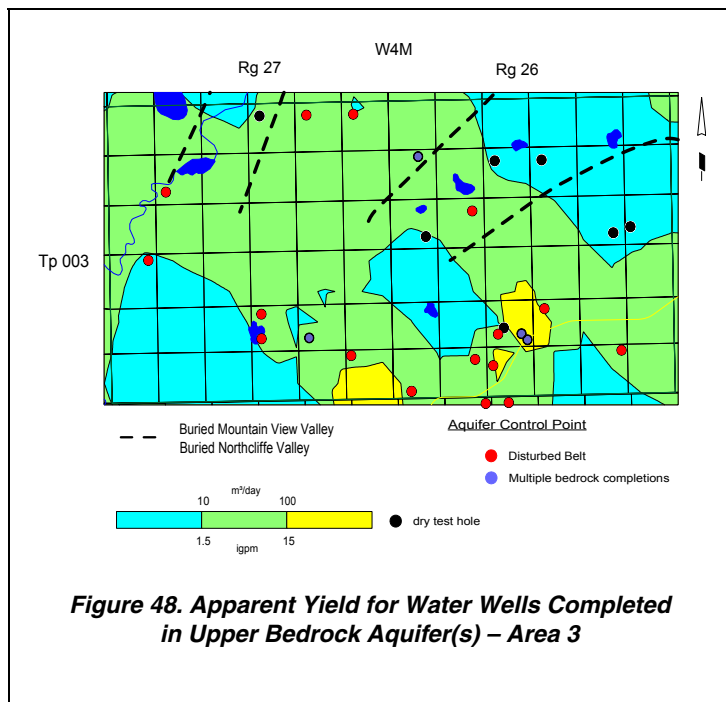 W4M
Rg 27
Rg 26
Tp 003
Buried Mountain View Valley
Buried Northcliffe Valley
Aquifer Control Point
Disturbed Belt
Multiple bedrock completions
dry test hole
m³/day
10 100
1.5 15
igpm
Figure 48. Apparent Yield for Water Wells Completed
in Upper Bedrock Aquifer(s) – Area 3